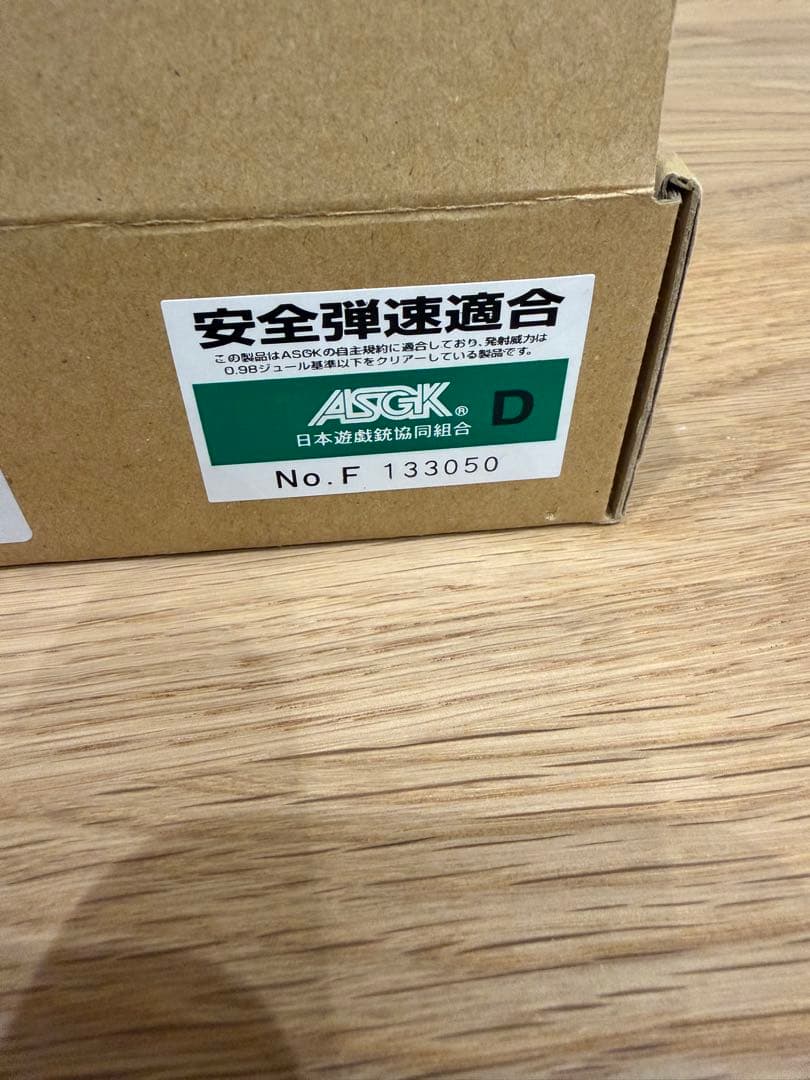 安全弾速適合
この製品はASGKの自主規約に適合しており、発射威力は
0.98ジュール基準以下をクリアーしている製品です。
ASGK® D
日本遊戯銃協同組合
No.F 133050